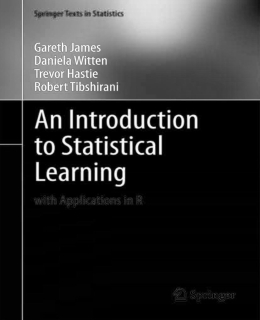 Springer Texts in Statistics
Gareth James
Daniela Witten
Trevor Hastie
Robert Tibshirani
An Introduction
to Statistical
Learning
with Applications in R
Springer